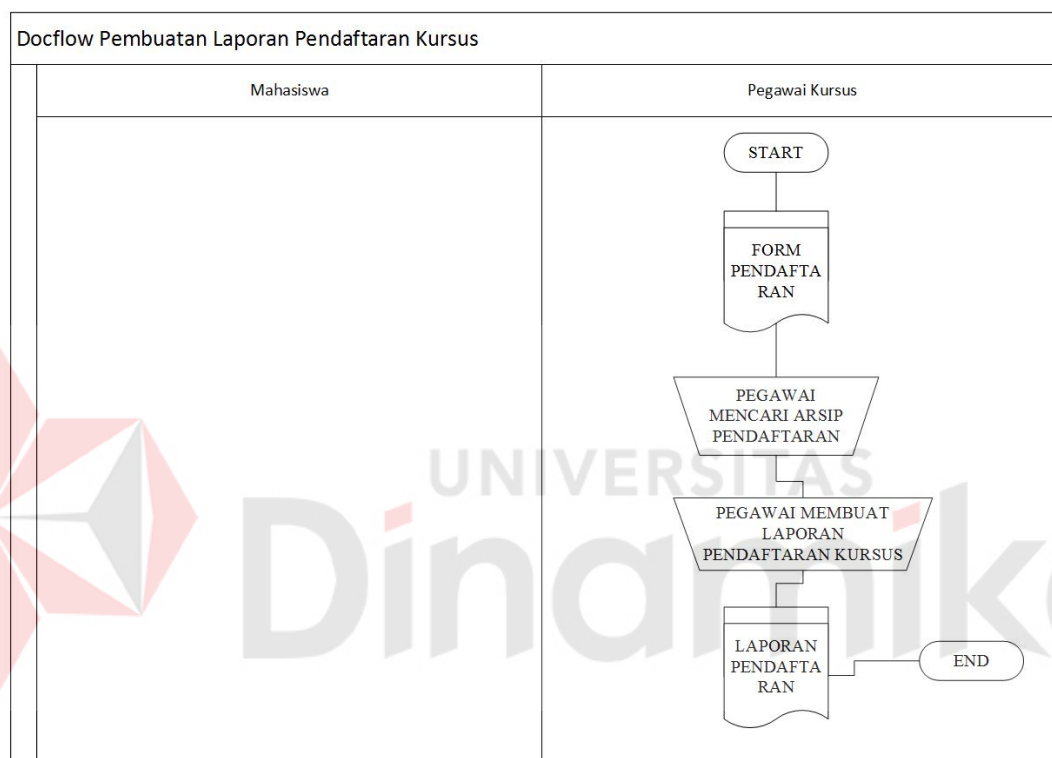 Docflow Pembuatan Laporan Pendaftaran Kursus
Mahasiswa
Pegawai Kursus
START
FORM
PENDAFTA
RAN
PEGAWAI
MENCARI ARSIP
PENDAFTARAN
UNIVERSITAS
Dinamika
PEGAWAI MEMBUAT
LAPORAN
PENDAFTARAN KURSUS
LAPORAN
PENDAFTA
RAN
END